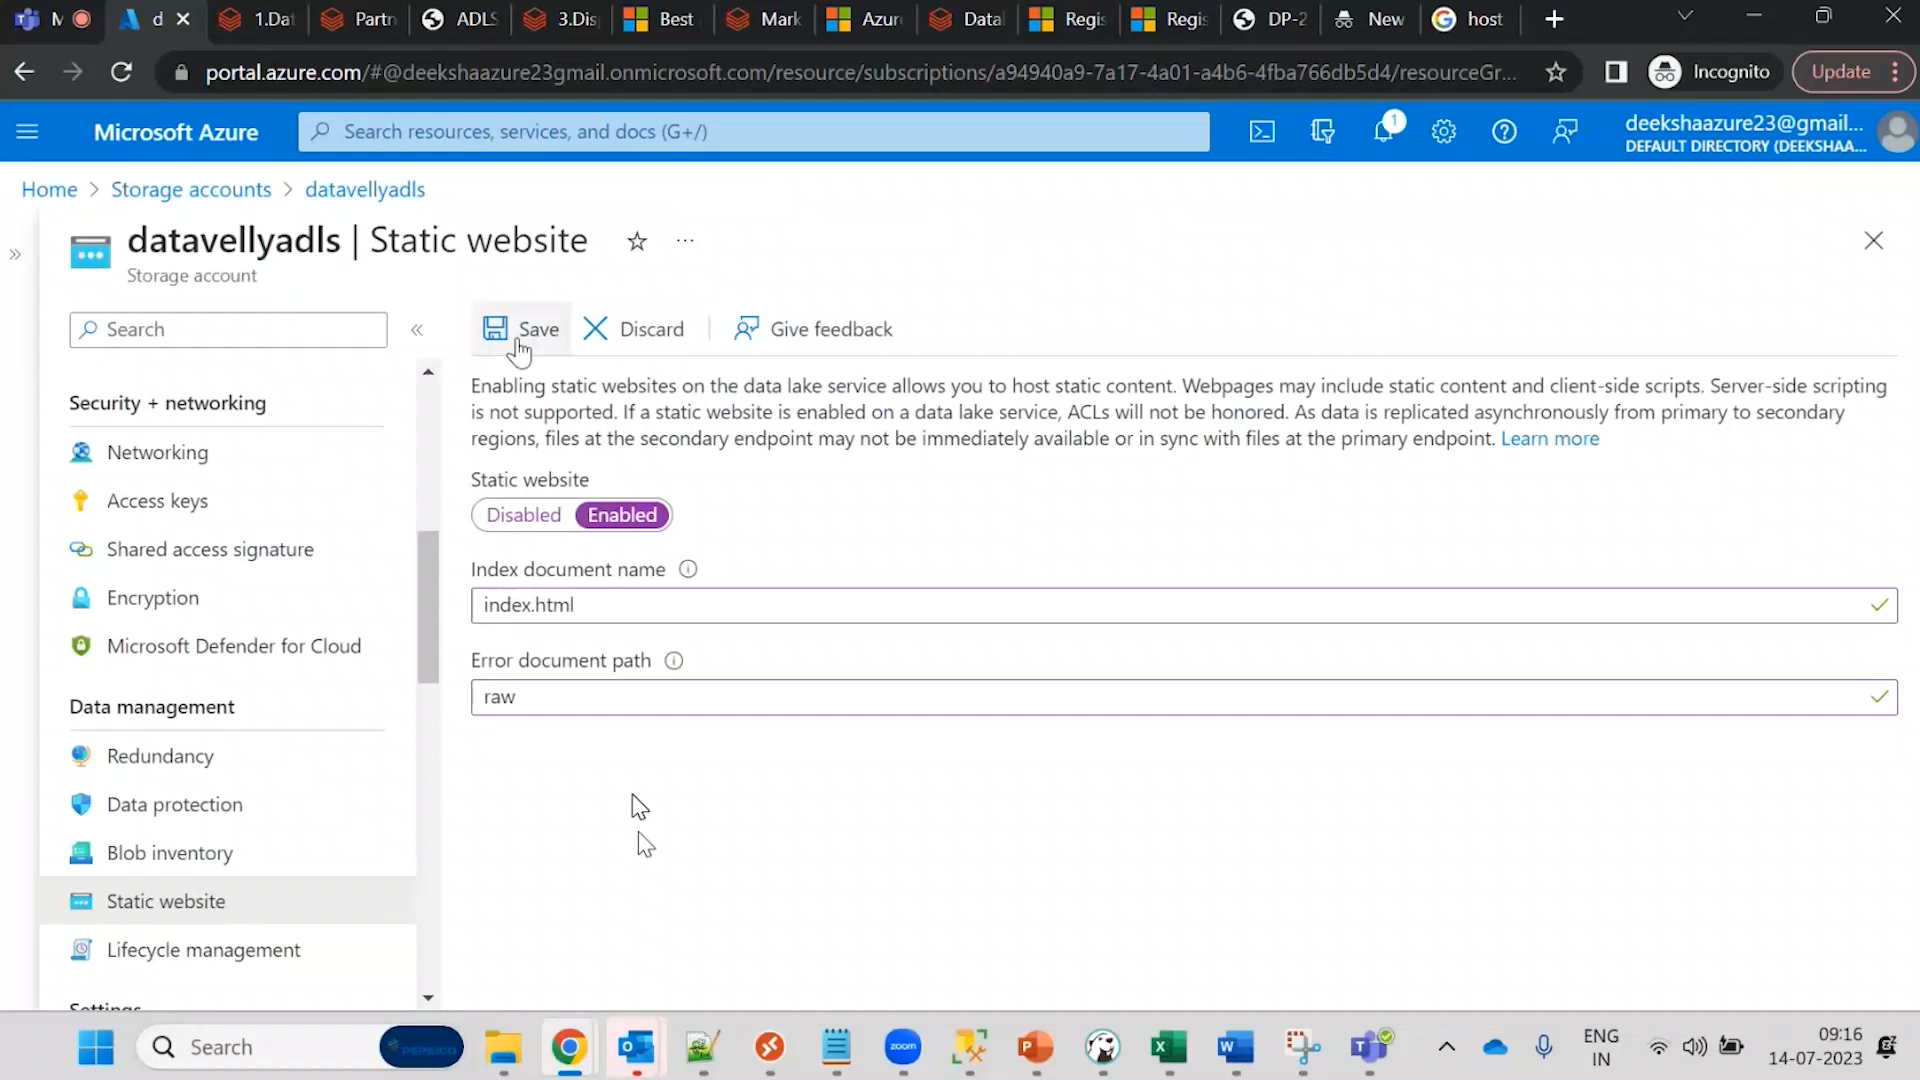 M
d
1.Dat
Partn
ADLS
3.Dis
Best
Mark
Azur
Datal
Regis
Regis
DP-2
New
host
portal.azure.com/#@deekshaazure23gmail.onmicrosoft.com/resource/subscriptions/a94940a9-7a17-4a01-a4b6-4fba766db5d4/resourceGr...
Incognito
Update
Microsoft Azure
Search resources, services, and docs (G+/)
1
deekshaazure23@gmail...
DEFAULT DIRECTORY (DEEKSHAA...
Home > Storage accounts > datavellyadls
datavellyadls | Static website
Storage account
Search
Save
Discard
Give feedback
Enabling static websites on the data lake service allows you to host static content. Webpages may include static content and client-side scripts. Server-side scripting
is not supported. If a static website is enabled on a data lake service, ACLs will not be honored. As data is replicated asynchronously from primary to secondary
regions, files at the secondary endpoint may not be immediately available or in sync with files at the primary endpoint. Learn more
Security + networking
Networking
Access keys
Shared access signature
Encryption
Microsoft Defender for Cloud
Data management
Redundancy
Data protection
Blob inventory
Static website
Lifecycle management
Settings
Static website
Disabled Enabled
Index document name
index.html
Error document path
raw
Search
PEPSICO
zoom
ENG
IN
09:16
14-07-2023